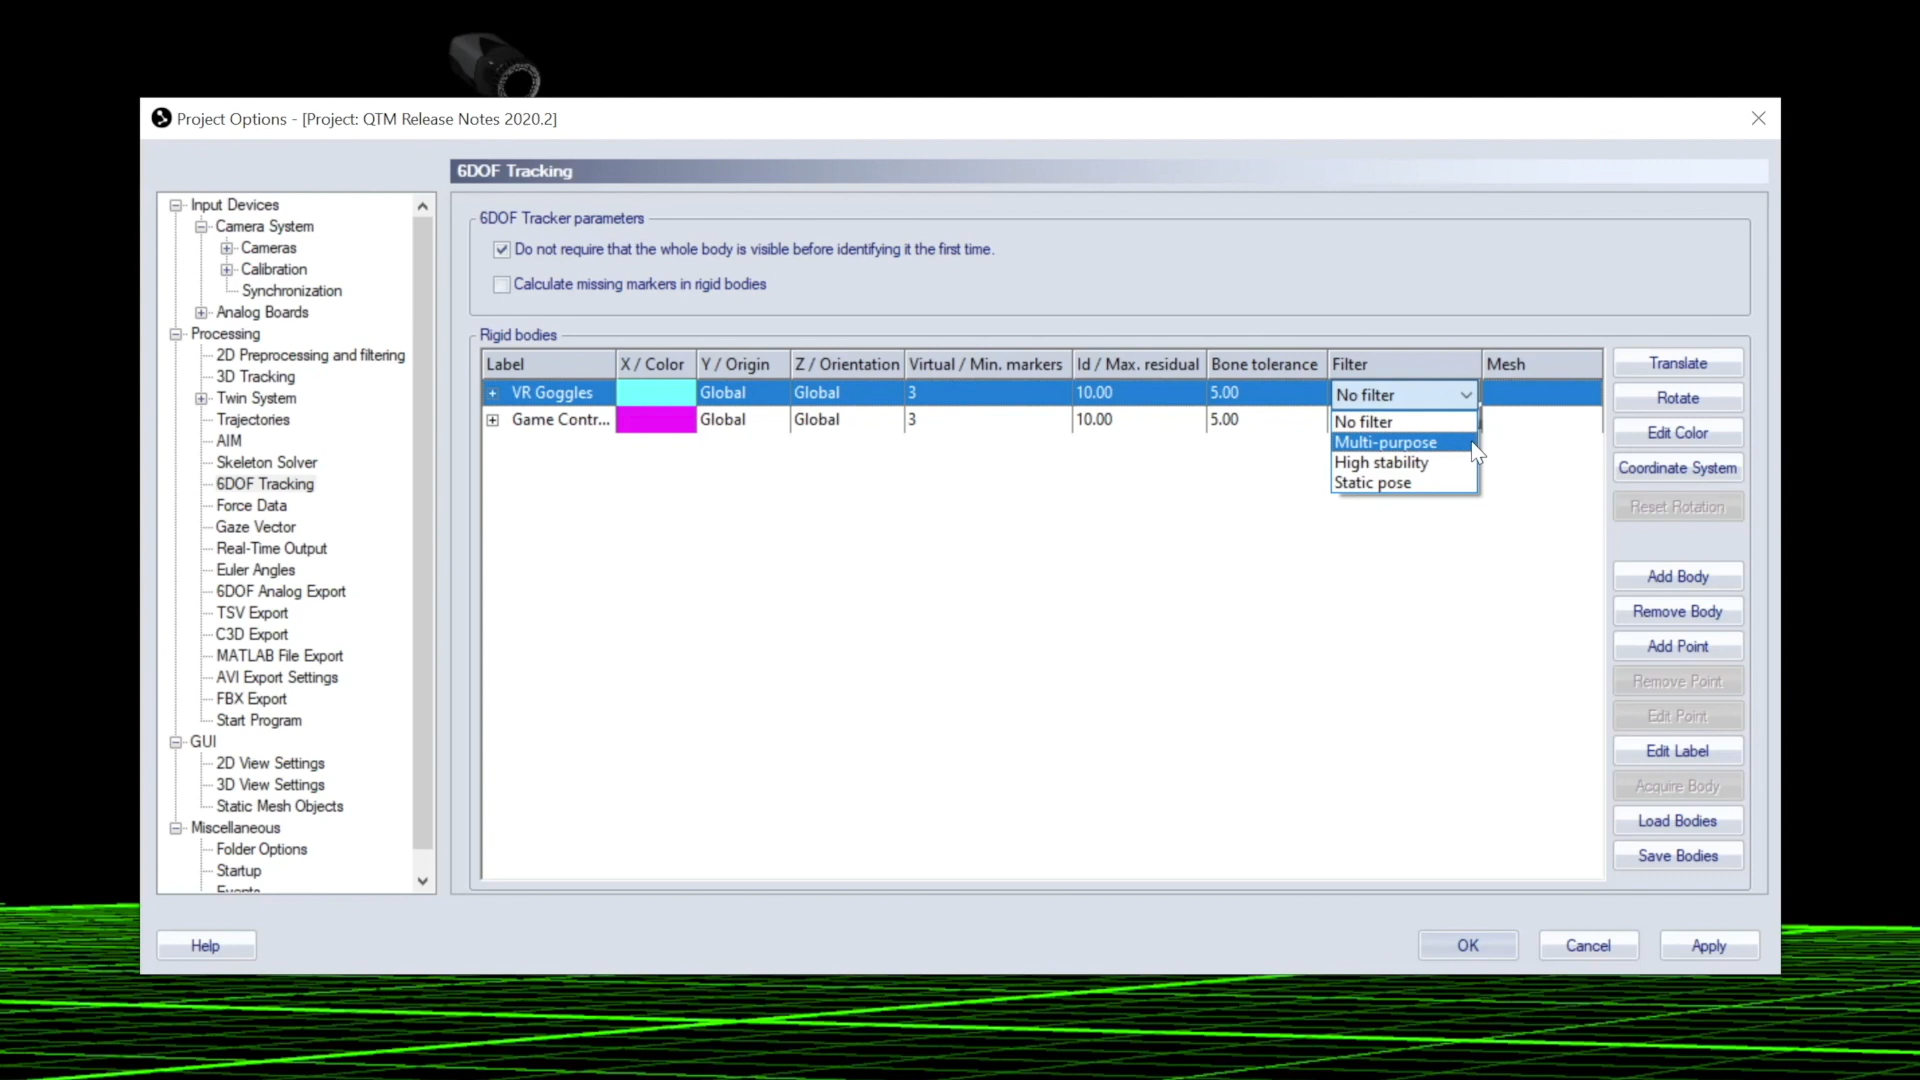 Project Options - [Project: QTM Release Notes 2020.2]
6DOF Tracking
Input Devices
Camera System
Cameras
Calibration
Synchronization
Analog Boards
Processing
2D Preprocessing and filtering
3D Tracking
Twin System
Trajectories
AIM
Skeleton Solver
6DOF Tracking
Force Data
Gaze Vector
Real-Time Output
Euler Angles
6DOF Analog Export
TSV Export
C3D Export
MATLAB File Export
AVI Export Settings
FBX Export
Start Program
GUI
2D View Settings
3D View Settings
Static Mesh Objects
Miscellaneous
Folder Options
Startup
Events
6DOF Tracker parameters
Do not require that the whole body is visible before identifying it the first time.
Calculate missing markers in rigid bodies
Rigid bodies
Label X / Color Y / Origin Z / Orientation Virtual / Min. markers Id / Max. residual Bone tolerance Filter Mesh
VR Goggles Global Global 3 10.00 5.00 No filter
Game Contr... Global Global 3 10.00 5.00
No filter
Multi-purpose
High stability
Static pose
Translate
Rotate
Edit Color
Coordinate System
Reset Rotation
Add Body
Remove Body
Add Point
Remove Point
Edit Point
Edit Label
Acquire Body
Load Bodies
Save Bodies
Help
OK
Cancel
Apply